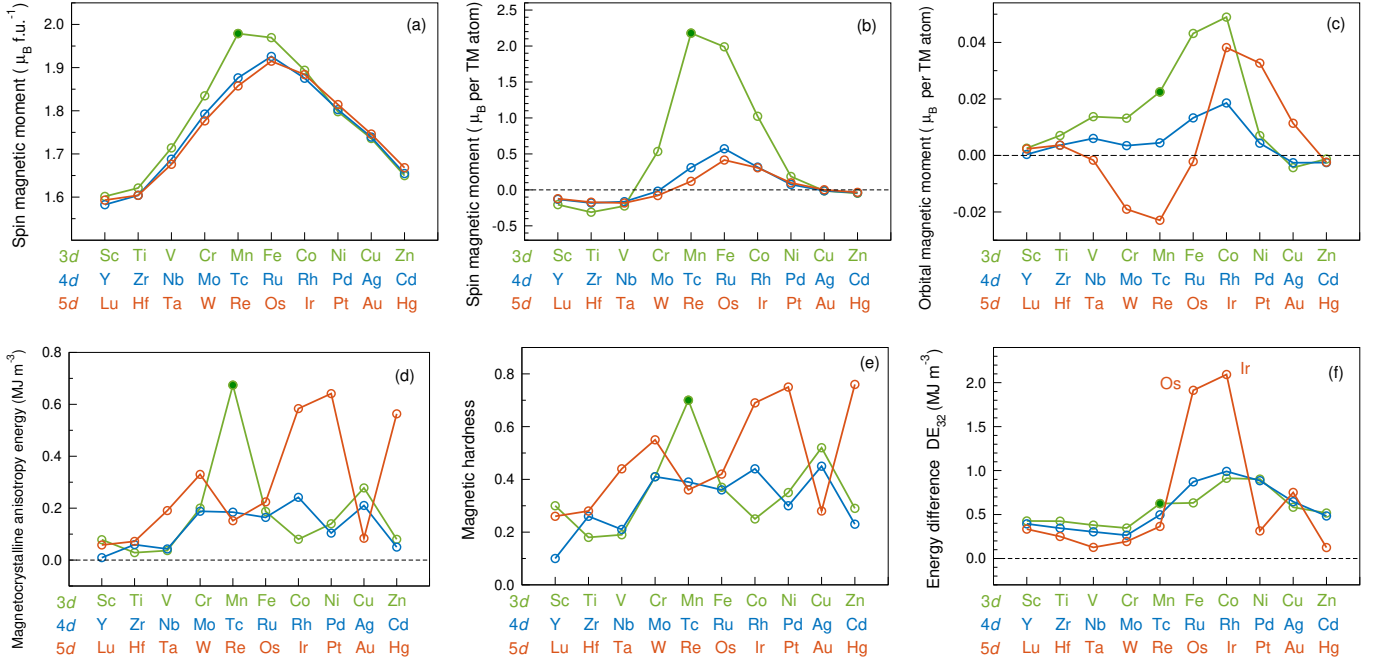 (a)
Spin magnetic moment ( μB f.u.⁻¹)
2.0
1.9
1.8
1.7
1.6
3d Sc Ti V Cr Mn Fe Co Ni Cu Zn
4d Y Zr Nb Mo Tc Ru Rh Pd Ag Cd
5d Lu Hf Ta W Re Os Ir Pt Au Hg
(b)
Spin magnetic moment ( μB per TM atom)
2.5
2.0
1.5
1.0
0.5
0.0
-0.5
Sc Ti V Cr Mn Fe Co Ni Cu Zn
Y Zr Nb Mo Tc Ru Rh Pd Ag Cd
Lu Hf Ta W Re Os Ir Pt Au Hg
(c)
Orbital magnetic moment ( μB per TM atom)
0.04
0.02
0.00
-0.02
3d Sc Ti V Cr Mn Fe Co Ni Cu Zn
4d Y Zr Nb Mo Tc Ru Rh Pd Ag Cd
5d Lu Hf Ta W Re Os Ir Pt Au Hg
(d)
Magnetocrystalline anisotropy energy (MJ m⁻³)
0.8
0.6
0.4
0.2
0.0
3d Sc Ti V Cr Mn Fe Co Ni Cu Zn
4d Y Zr Nb Mo Tc Ru Rh Pd Ag Cd
5d Lu Hf Ta W Re Os Ir Pt Au Hg
(e)
Magnetic hardness
0.8
0.6
0.4
0.2
0.0
Sc Ti V Cr Mn Fe Co Ni Cu Zn
Y Zr Nb Mo Tc Ru Rh Pd Ag Cd
Lu Hf Ta W Re Os Ir Pt Au Hg
(f)
Energy difference DE32 (MJ m⁻³)
2.0
1.5
1.0
0.5
0.0
Os
Ir
3d Sc Ti V Cr Mn Fe Co Ni Cu Zn
4d Y Zr Nb Mo Tc Ru Rh Pd Ag Cd
5d Lu Hf Ta W Re Os Ir Pt Au Hg